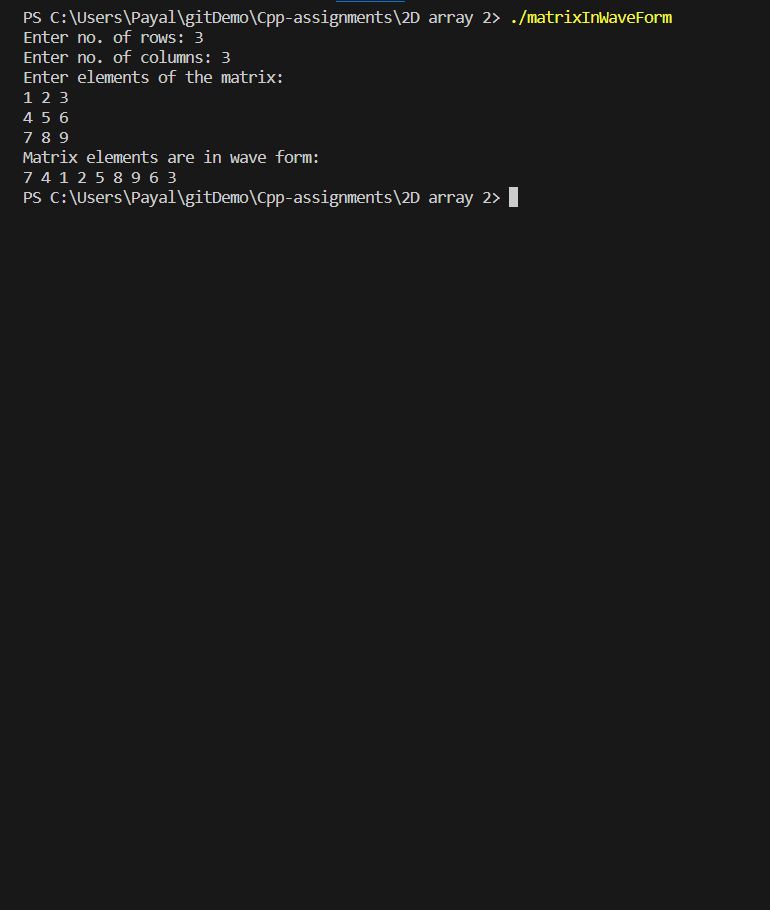 PS C:\Users\Payal\gitDemo\Cpp-assignments\2D array 2> ./matrixInWaveForm
Enter no. of rows: 3
Enter no. of columns: 3
Enter elements of the matrix:
1 2 3
4 5 6
7 8 9
Matrix elements are in wave form:
7 4 1 2 5 8 9 6 3
PS C:\Users\Payal\gitDemo\Cpp-assignments\2D array 2>